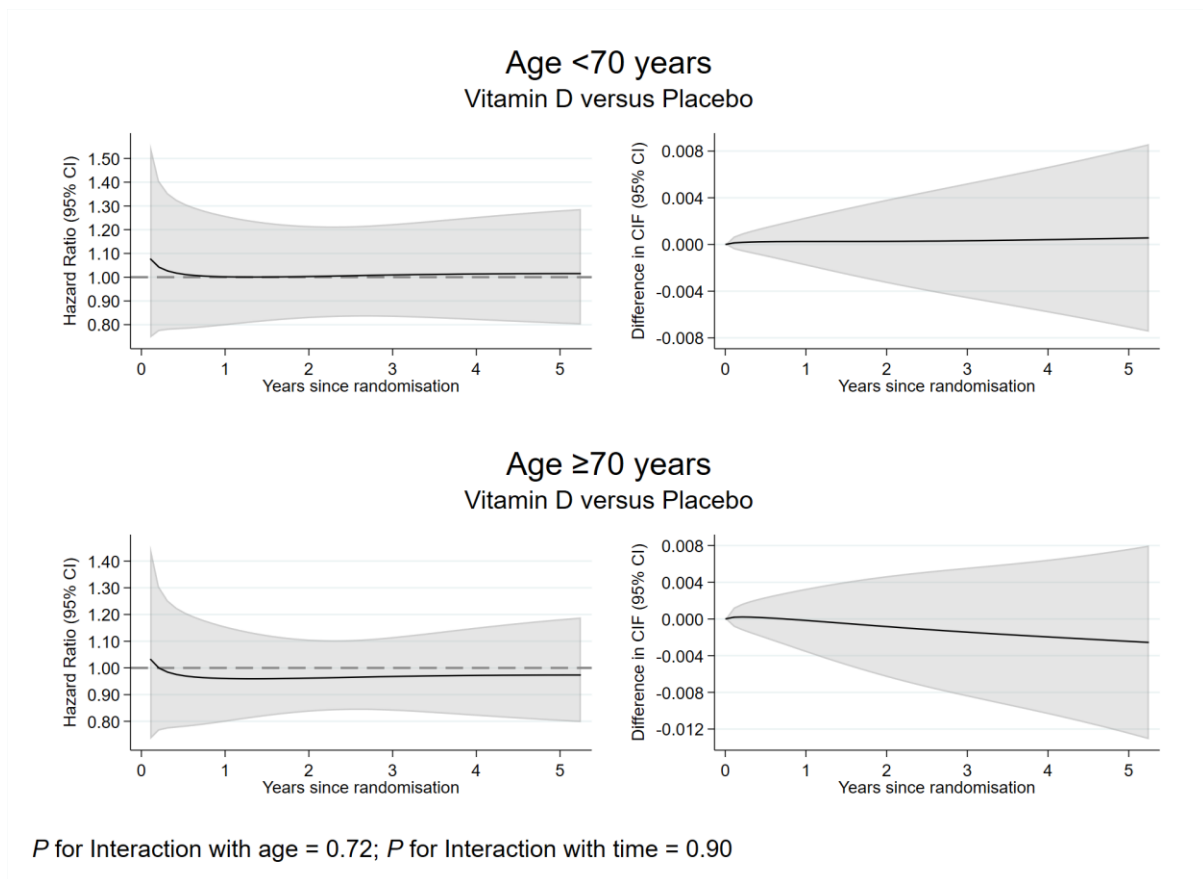 Age <70 years
Vitamin D versus Placebo
Hazard Ratio (95% CI)
1.50
1.40
1.30
1.20
1.10
1.00
0.90
0.80
0 1 2 3 4 5
Years since randomisation
Difference in CIF (95% CI)
0.008
0.004
0.000
-0.004
-0.008
0 1 2 3 4 5
Years since randomisation
Age ≥70 years
Vitamin D versus Placebo
Hazard Ratio (95% CI)
1.40
1.30
1.20
1.10
1.00
0.90
0.80
0 1 2 3 4 5
Years since randomisation
Difference in CIF (95% CI)
0.008
0.004
0.000
-0.004
-0.008
-0.012
0 1 2 3 4 5
Years since randomisation
P for Interaction with age = 0.72; P for Interaction with time = 0.90